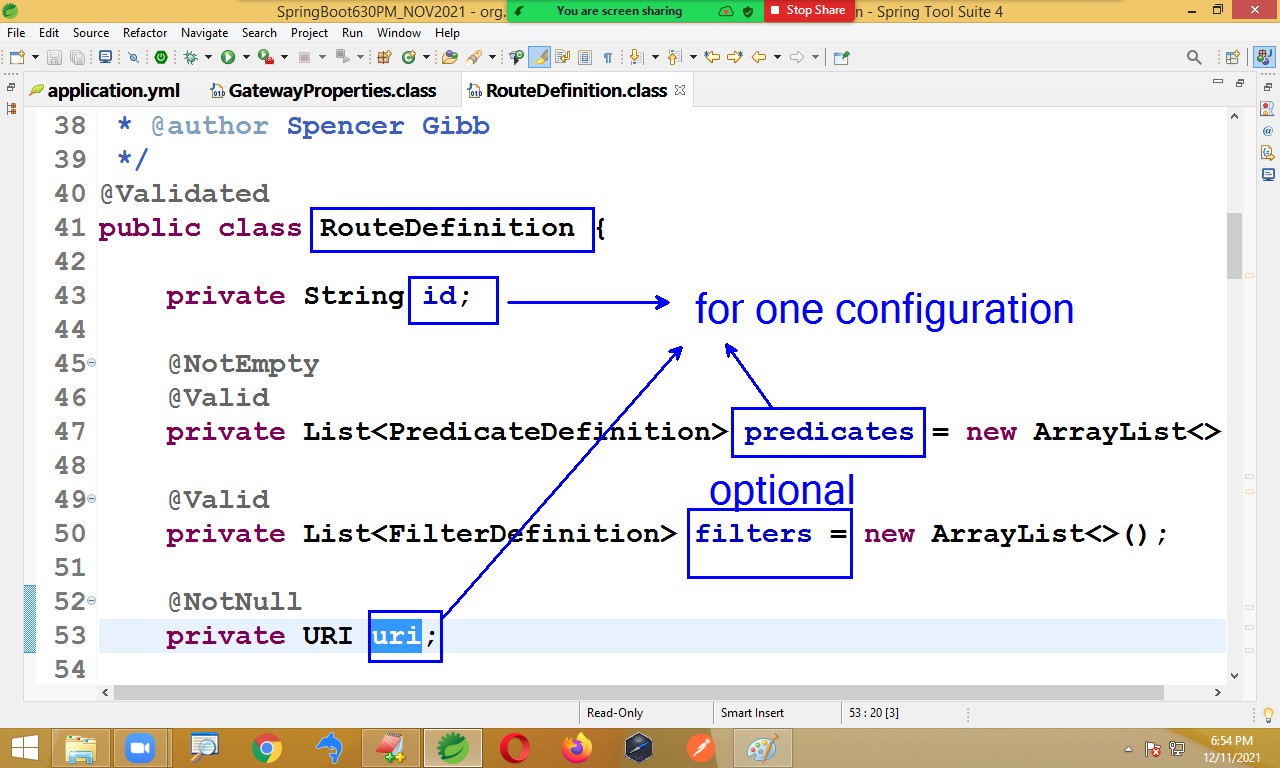 SpringBoot630PM_NOV2021 - org. You are screen sharing Stop Share n - Spring Tool Suite 4
File Edit Source Refactor Navigate Search Project Run Window Help
application.yml GatewayProperties.class RouteDefinition.class
38 * @author Spencer Gibb
39 */
40 @Validated
41 public class RouteDefinition {
42
43 private String id; for one configuration
44
45 @NotEmpty
46 @Valid
47 private List<PredicateDefinition> predicates = new ArrayList<>
48
optional
49 @Valid
50 private List<FilterDefinition> filters = new ArrayList<>();
51
52 @NotNull
53 private URI uri;
54
Read-Only Smart Insert 53 : 20 [3]
6:54 PM
12/11/2021